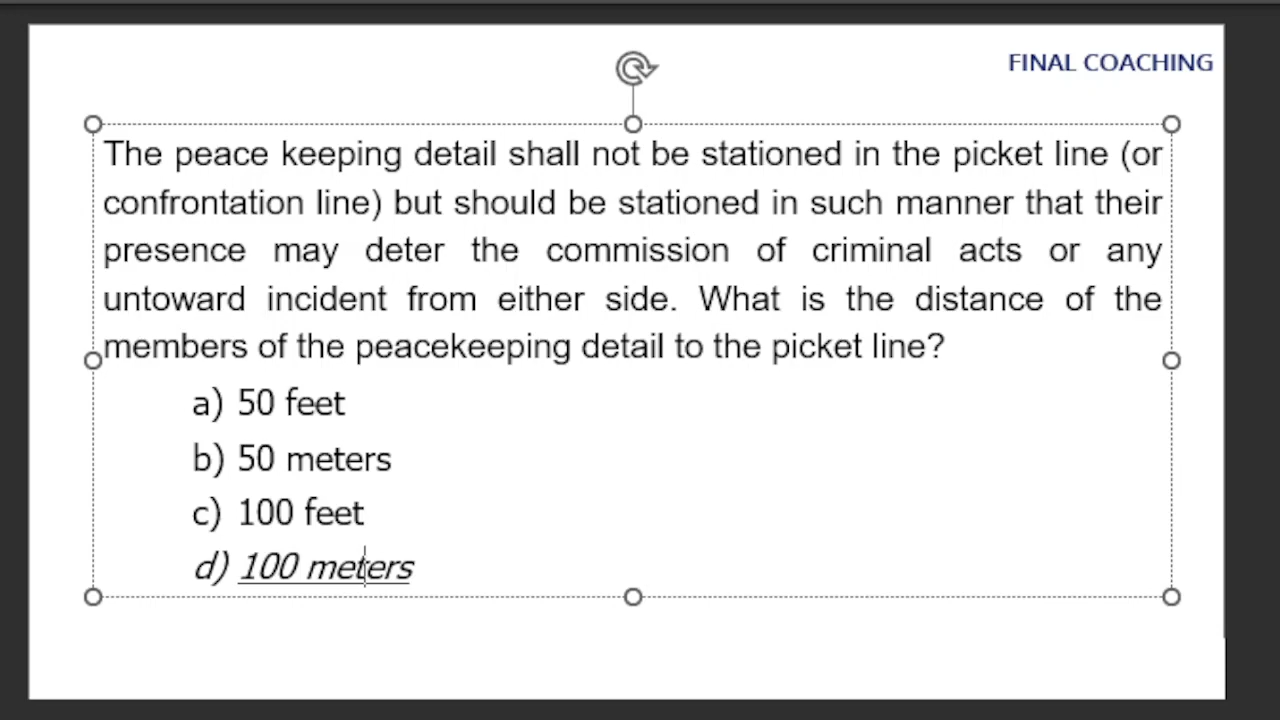 FINAL COACHING
The peace keeping detail shall not be stationed in the picket line (or
confrontation line) but should be stationed in such manner that their
presence may deter the commission of criminal acts or any
untoward incident from either side. What is the distance of the
members of the peacekeeping detail to the picket line?
a) 50 feet
b) 50 meters
c) 100 feet
d) 100 meters